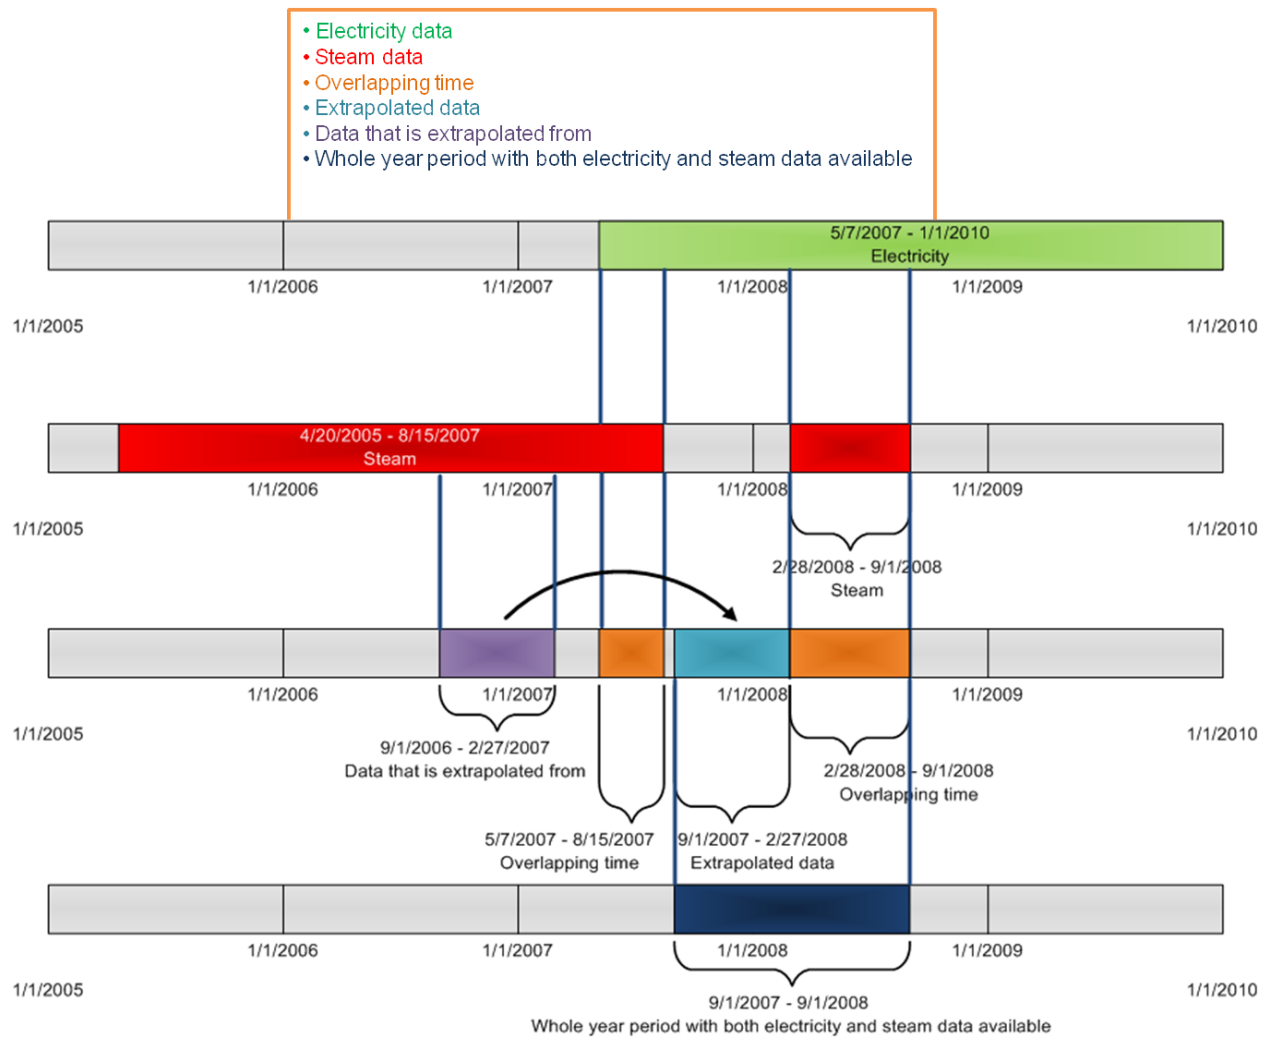 • Electricity data
• Steam data
• Overlapping time
• Extrapolated data
• Data that is extrapolated from
• Whole year period with both electricity and steam data available
5/7/2007 - 1/1/2010
Electricity
1/1/2006
1/1/2007
1/1/2008
1/1/2009
1/1/2005
1/1/2010
4/20/2005 - 8/15/2007
Steam
1/1/2006
1/1/2007
1/1/2008
1/1/2009
1/1/2005
1/1/2010
2/28/2008 - 9/1/2008
Steam
1/1/2006
1/1/2007
1/1/2008
1/1/2009
1/1/2005
1/1/2010
9/1/2006 - 2/27/2007
Data that is extrapolated from
2/28/2008 - 9/1/2008
Overlapping time
5/7/2007 - 8/15/2007
Overlapping time
9/1/2007 - 2/27/2008
Extrapolated data
1/1/2006
1/1/2007
1/1/2008
1/1/2009
1/1/2005
1/1/2010
9/1/2007 - 9/1/2008
Whole year period with both electricity and steam data available